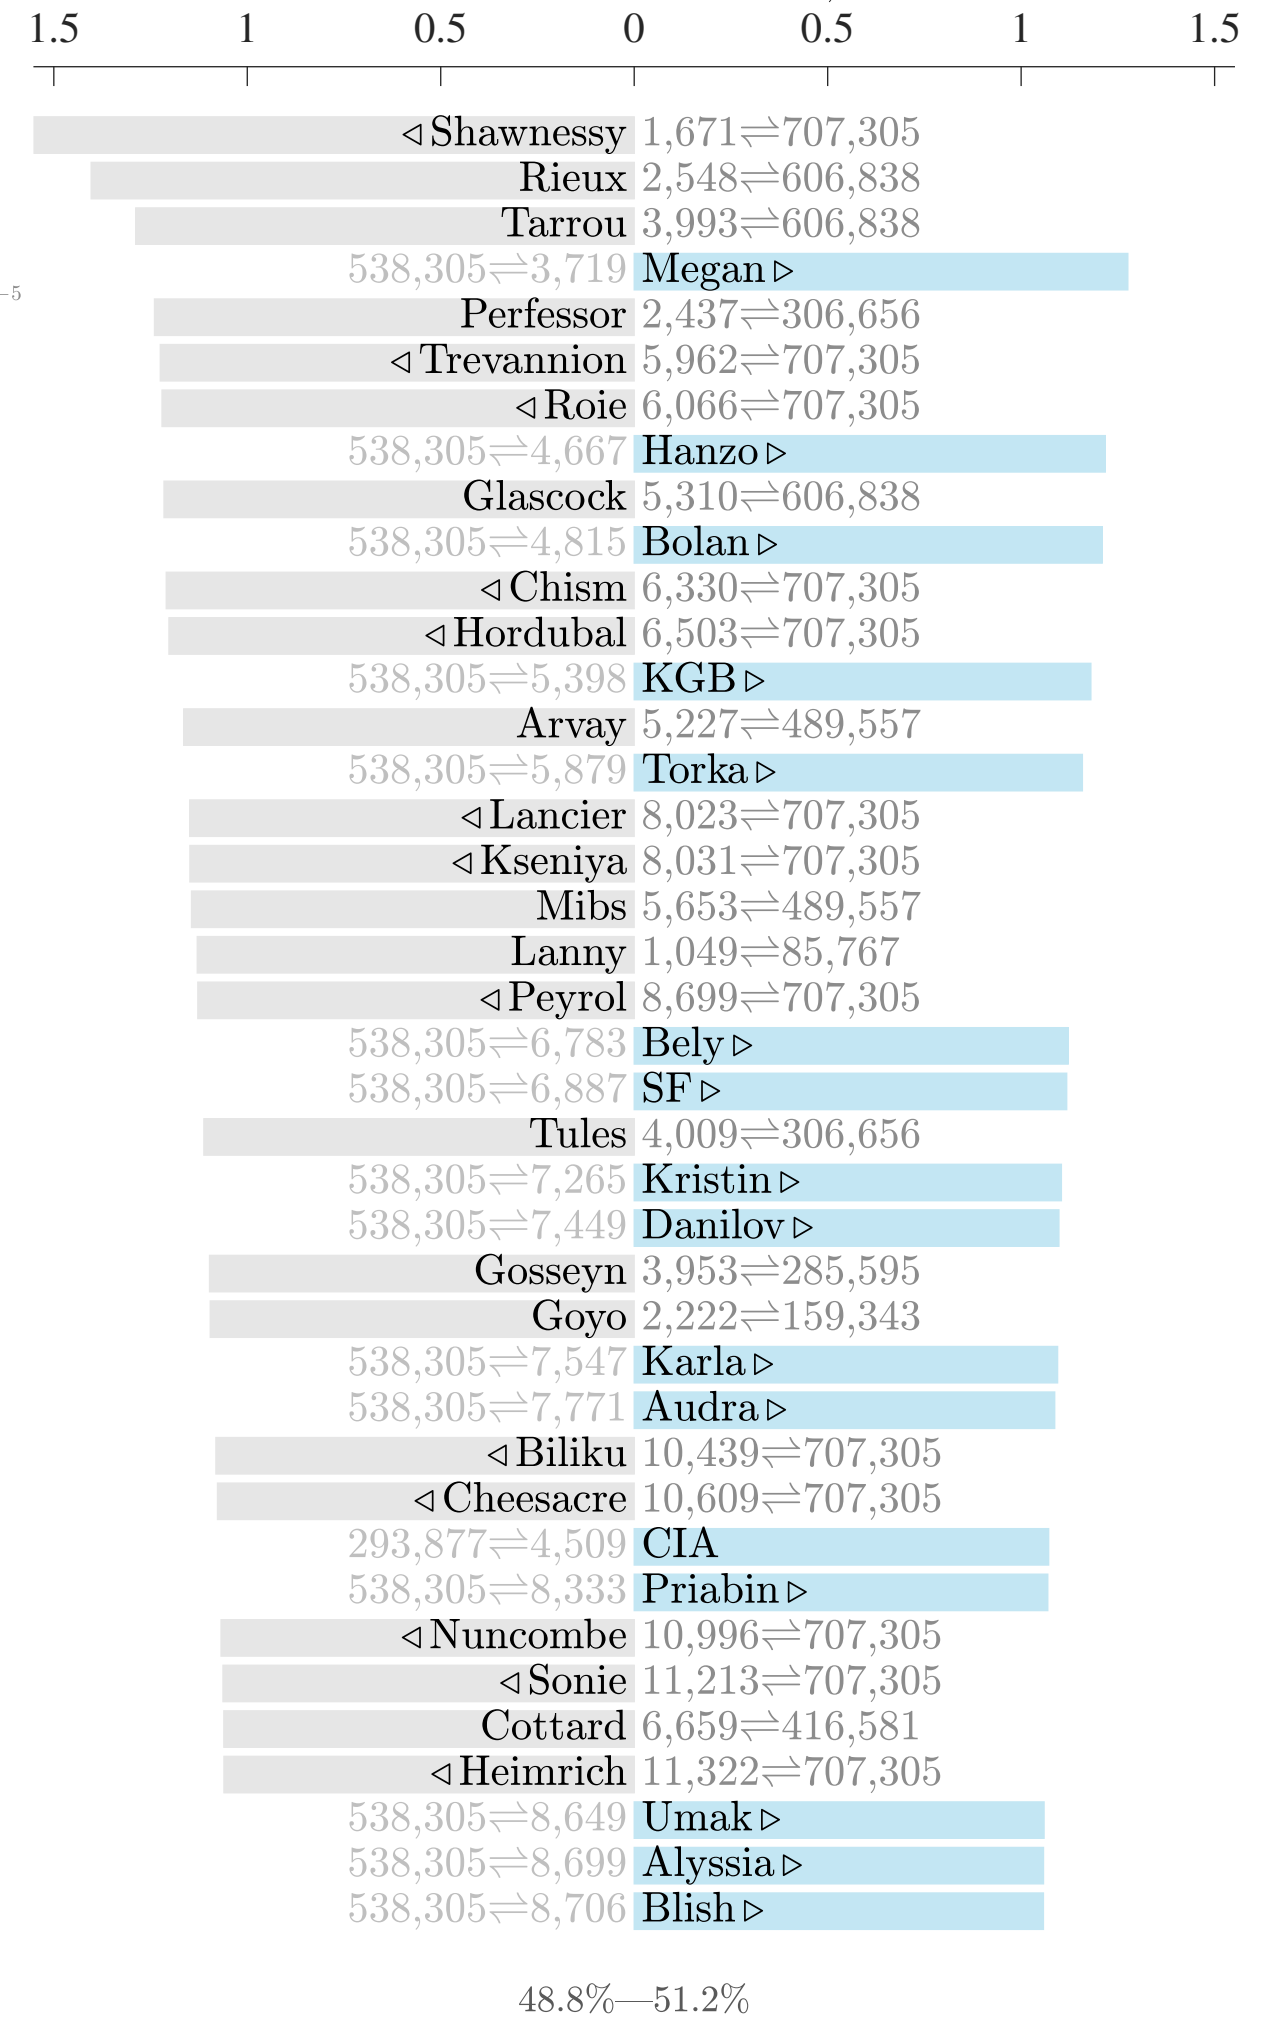 1.5 1 0.5 0 0.5 1 1.5
◁ Shawnessy 1,671⇌707,305
Rieux 2,548⇌606,838
Tarrou 3,993⇌606,838
538,305⇌3,719 Megan ▷
−5
Perfessor 2,437⇌306,656
◁ Trevannion 5,962⇌707,305
◁ Roie 6,066⇌707,305
538,305⇌4,667 Hanzo ▷
Glascock 5,310⇌606,838
538,305⇌4,815 Bolan ▷
◁ Chism 6,330⇌707,305
◁ Hordubal 6,503⇌707,305
538,305⇌5,398 KGB ▷
Arvay 5,227⇌489,557
538,305⇌5,879 Torka ▷
◁ Lancier 8,023⇌707,305
◁ Kseniya 8,031⇌707,305
Mibs 5,653⇌489,557
Lanny 1,049⇌85,767
◁ Peyrol 8,699⇌707,305
538,305⇌6,783 Bely ▷
538,305⇌6,887 SF ▷
Tules 4,009⇌306,656
538,305⇌7,265 Kristin ▷
538,305⇌7,449 Danilov ▷
Gosseyn 3,953⇌285,595
Goyo 2,222⇌159,343
538,305⇌7,547 Karla ▷
538,305⇌7,771 Audra ▷
◁ Biliku 10,439⇌707,305
◁ Cheesacre 10,609⇌707,305
293,877⇌4,509 CIA
538,305⇌8,333 Priabin ▷
◁ Nuncombe 10,996⇌707,305
◁ Sonie 11,213⇌707,305
Cottard 6,659⇌416,581
◁ Heimrich 11,322⇌707,305
538,305⇌8,649 Umak ▷
538,305⇌8,699 Alyssia ▷
538,305⇌8,706 Blish ▷
48.8%—51.2%